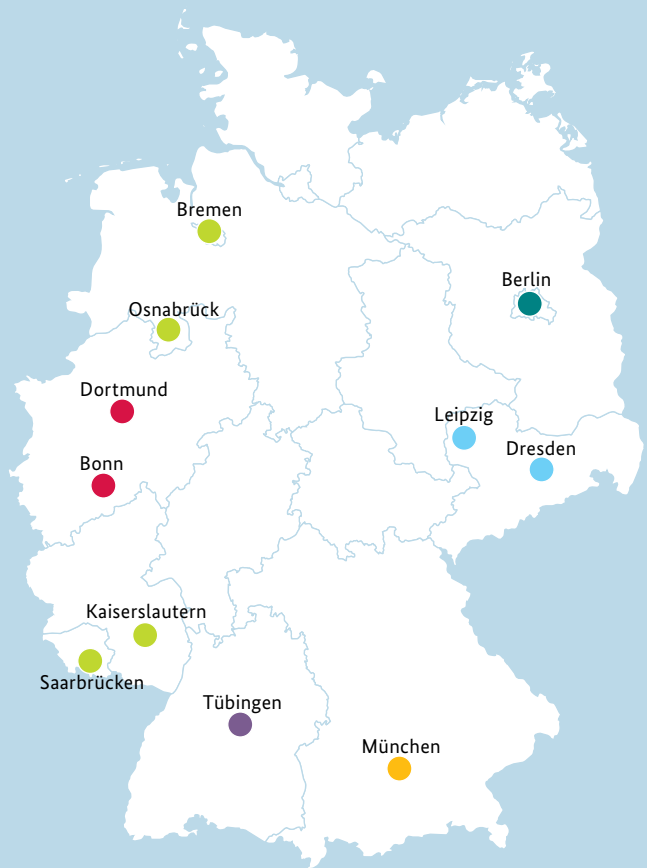 Bremen
Berlin
Osnabrück
Dortmund
Leipzig
Dresden
Bonn
Kaiserslautern
Saarbrücken
Tübingen
München